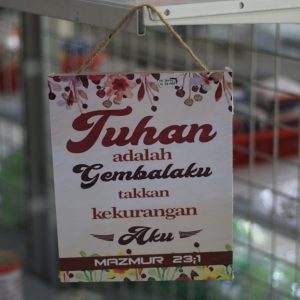 Tuhan
adalah
Gembalaku
takkan
kekurangan
Aku
MAZMUR 23;1